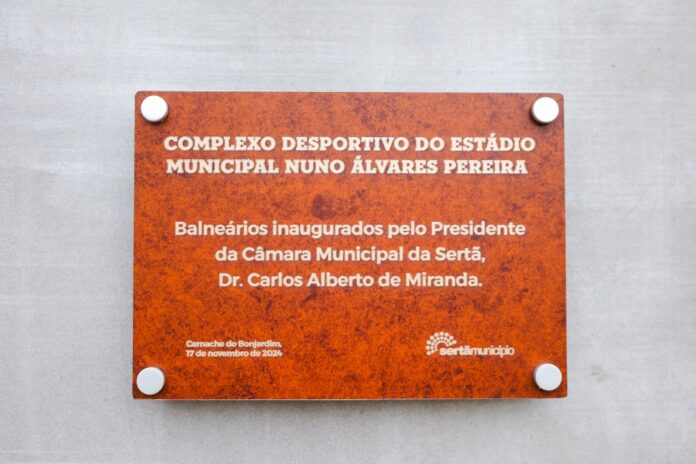 COMPLEXO DESPORTIVO DO ESTÁDIO
MUNICIPAL NUNO ÁLVARES PEREIRA
Balneários inaugurados pelo Presidente
da Câmara Municipal da Sertã,
Dr. Carlos Alberto de Miranda.
Cernache do Bonjardim,
17 de novembro de 2024
sertãmunicípio